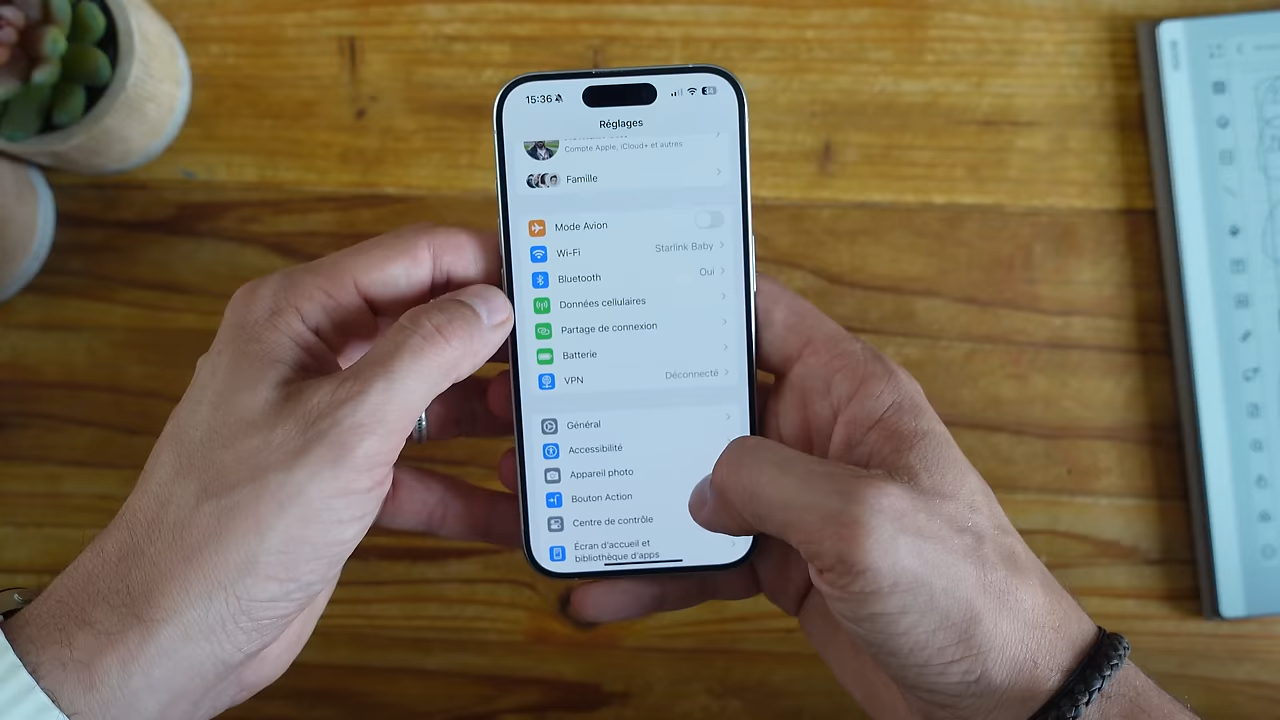 15:36
Réglages
Compte Apple, iCloud+ et autres
Famille
Mode Avion
Wi-Fi Starlink Baby
Bluetooth Oui
Données cellulaires
Partage de connexion
Batterie
VPN Déconnecté
Général
Accessibilité
Appareil photo
Bouton Action
Centre de contrôle
Écran d'accueil et
bibliothèque d'apps